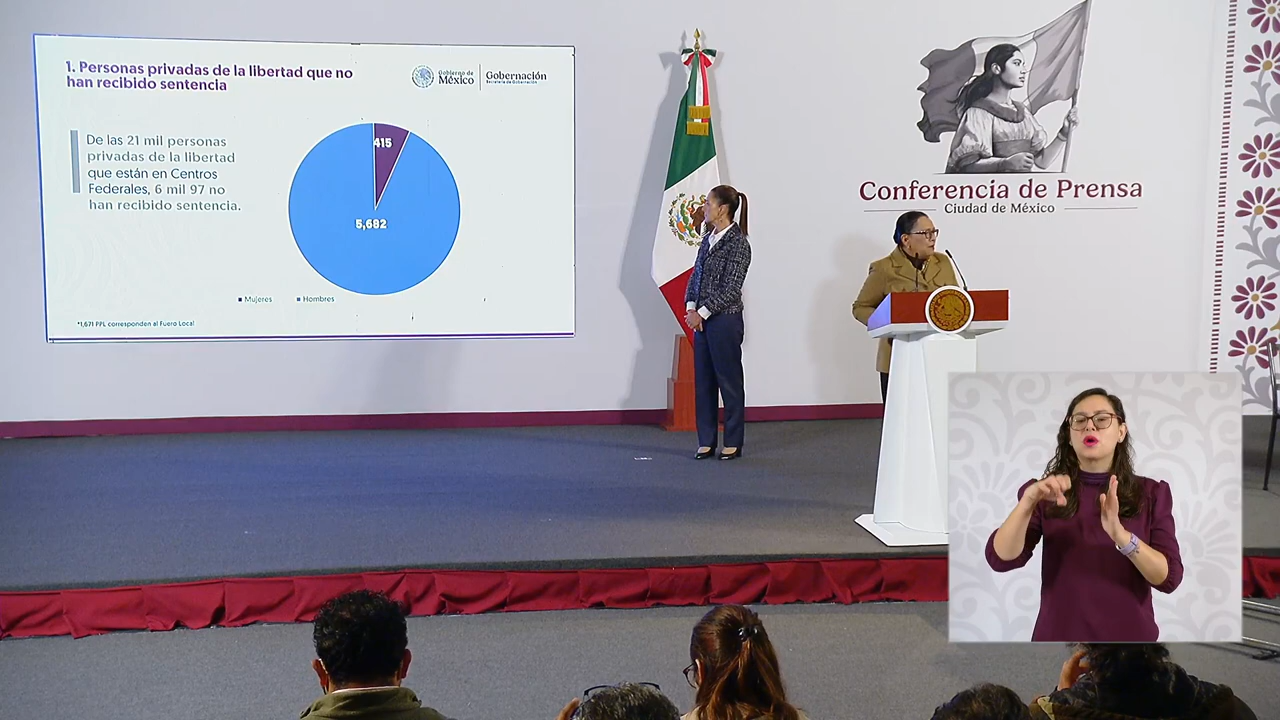 1. Personas privadas de la libertad que no
han recibido sentencia
Gobierno de
México
Gobernación
Secretaría de Gobernación
De las 21 mil personas
privadas de la libertad
que están en Centros
Federales, 6 mil 97 no
han recibido sentencia.
415
5,682
Mujeres
Hombres
*1,671 PPL corresponden al Fuero Local
Conferencia de Prensa
Ciudad de México